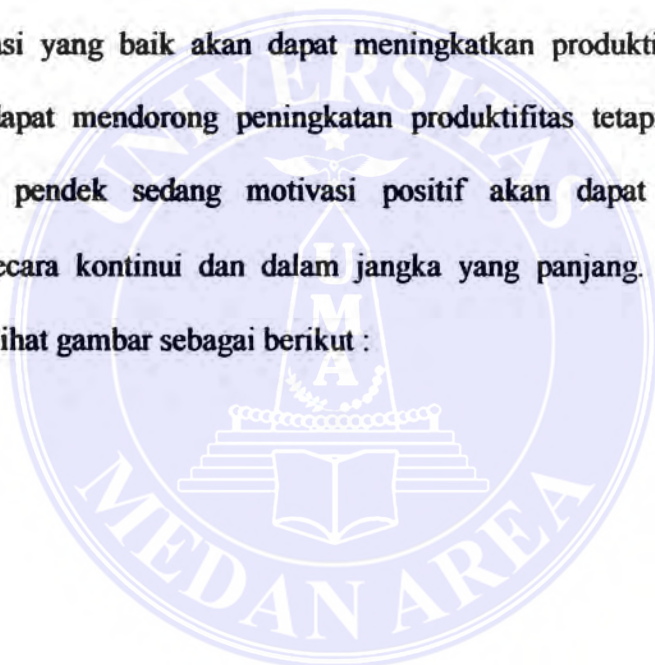 asi yang baik akan dapat meningkatkan produkti
dapat mendorong peningkatan produktifitas tetap
pendek sedang motivasi positif akan dapat
ecara kontinui dan dalam jangka yang panjang.
ihat gambar sebagai berikut :
UNIVERSITAS
UMA
MEDAN AREA